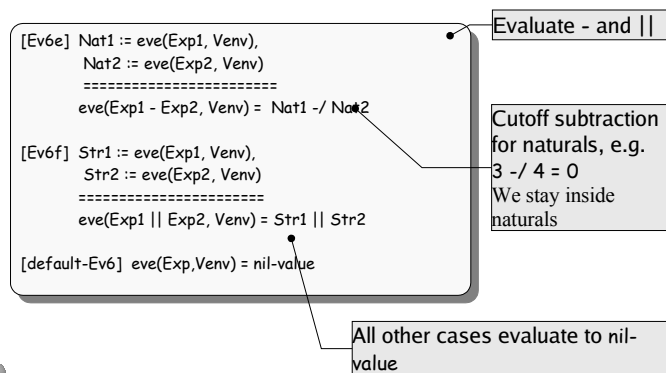 Evaluate - and ||
[Ev6e] Nat1 := eve(Exp1, Venv),
Nat2 := eve(Exp2, Venv)
========================
eve(Exp1 - Exp2, Venv) = Nat1 -/ Nat2
Cutoff subtraction
for naturals, e.g.
3 -/ 4 = 0
We stay inside
naturals
[Ev6f] Str1 := eve(Exp1, Venv),
Str2 := eve(Exp2, Venv)
=======================
eve(Exp1 || Exp2, Venv) = Str1 || Str2
[default-Ev6] eve(Exp,Venv) = nil-value
All other cases evaluate to nil-
value